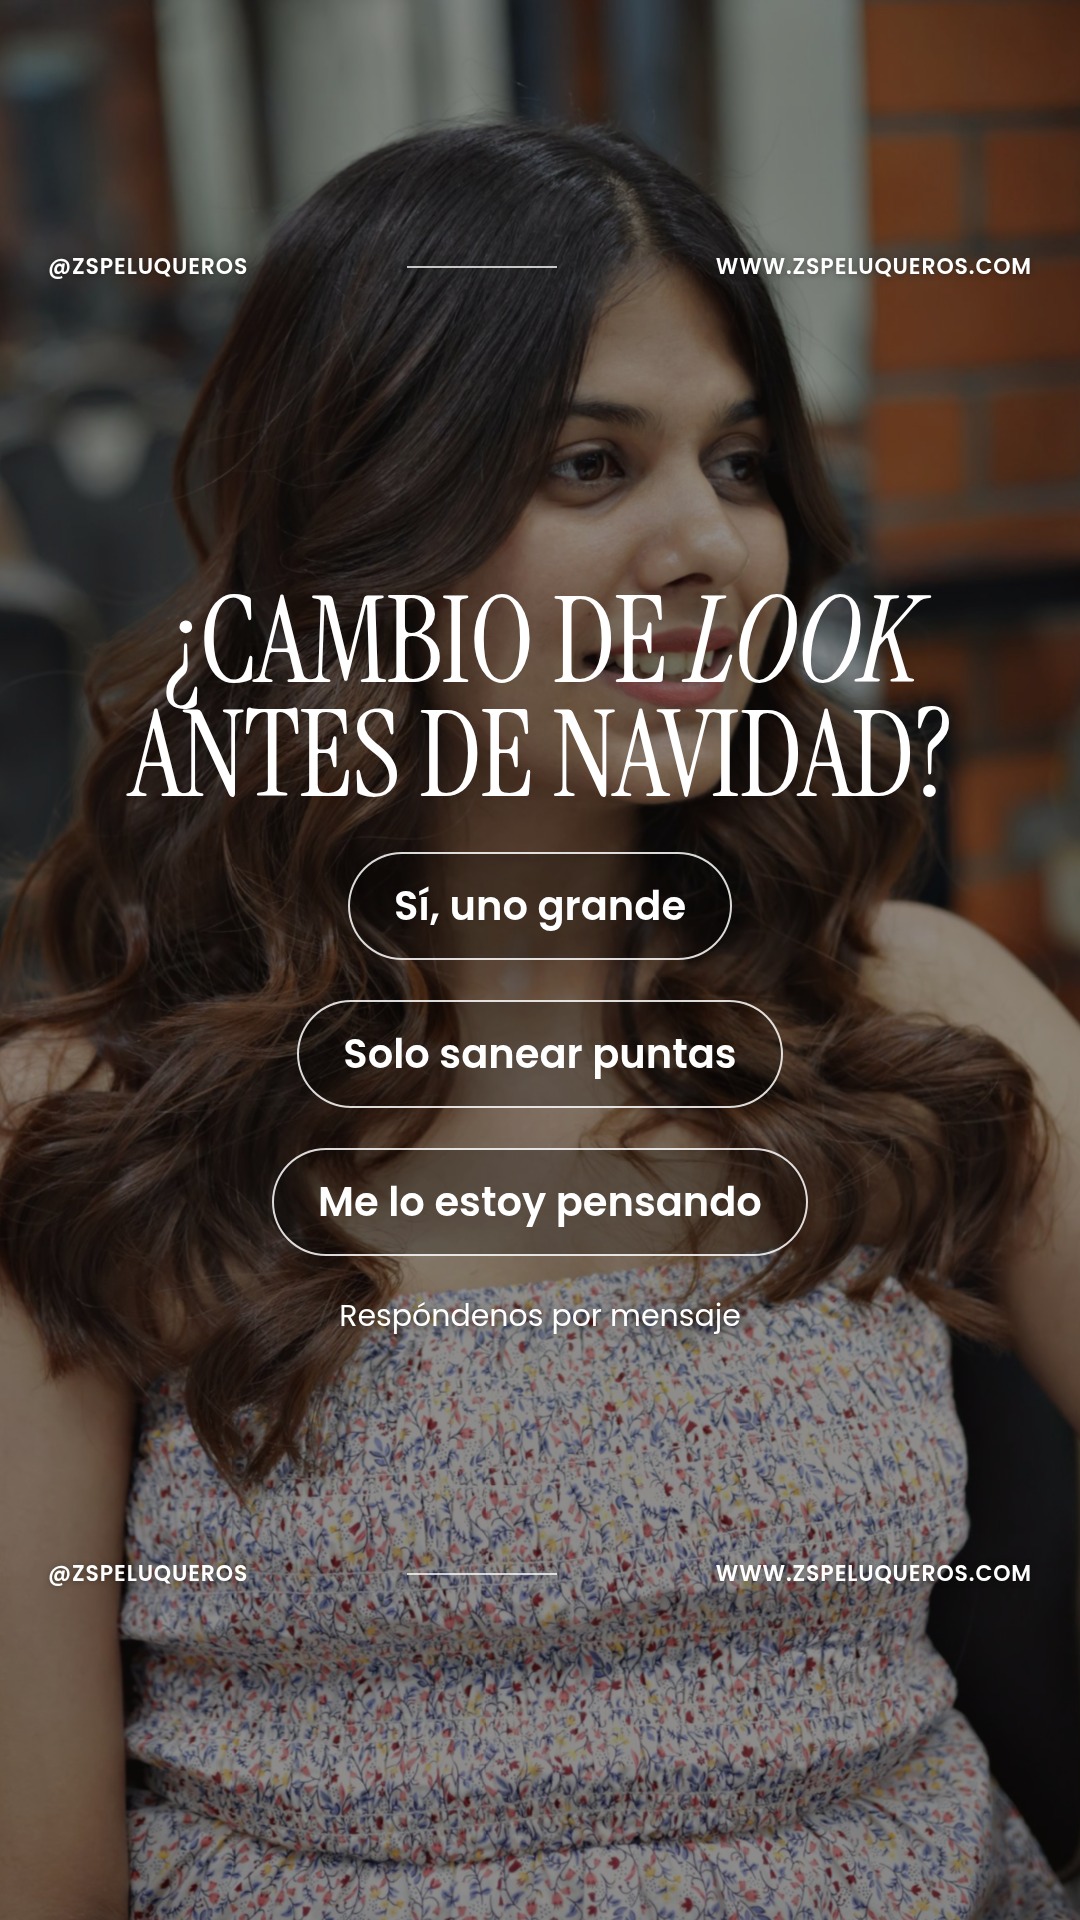 @ZSPELUQUEROS
WWW.ZSPELUQUEROS.COM
¿CAMBIO DE LOOK
ANTES DE NAVIDAD?
Sí, uno grande
Solo sanear puntas
Me lo estoy pensando
Respóndenos por mensaje
@ZSPELUQUEROS
WWW.ZSPELUQUEROS.COM